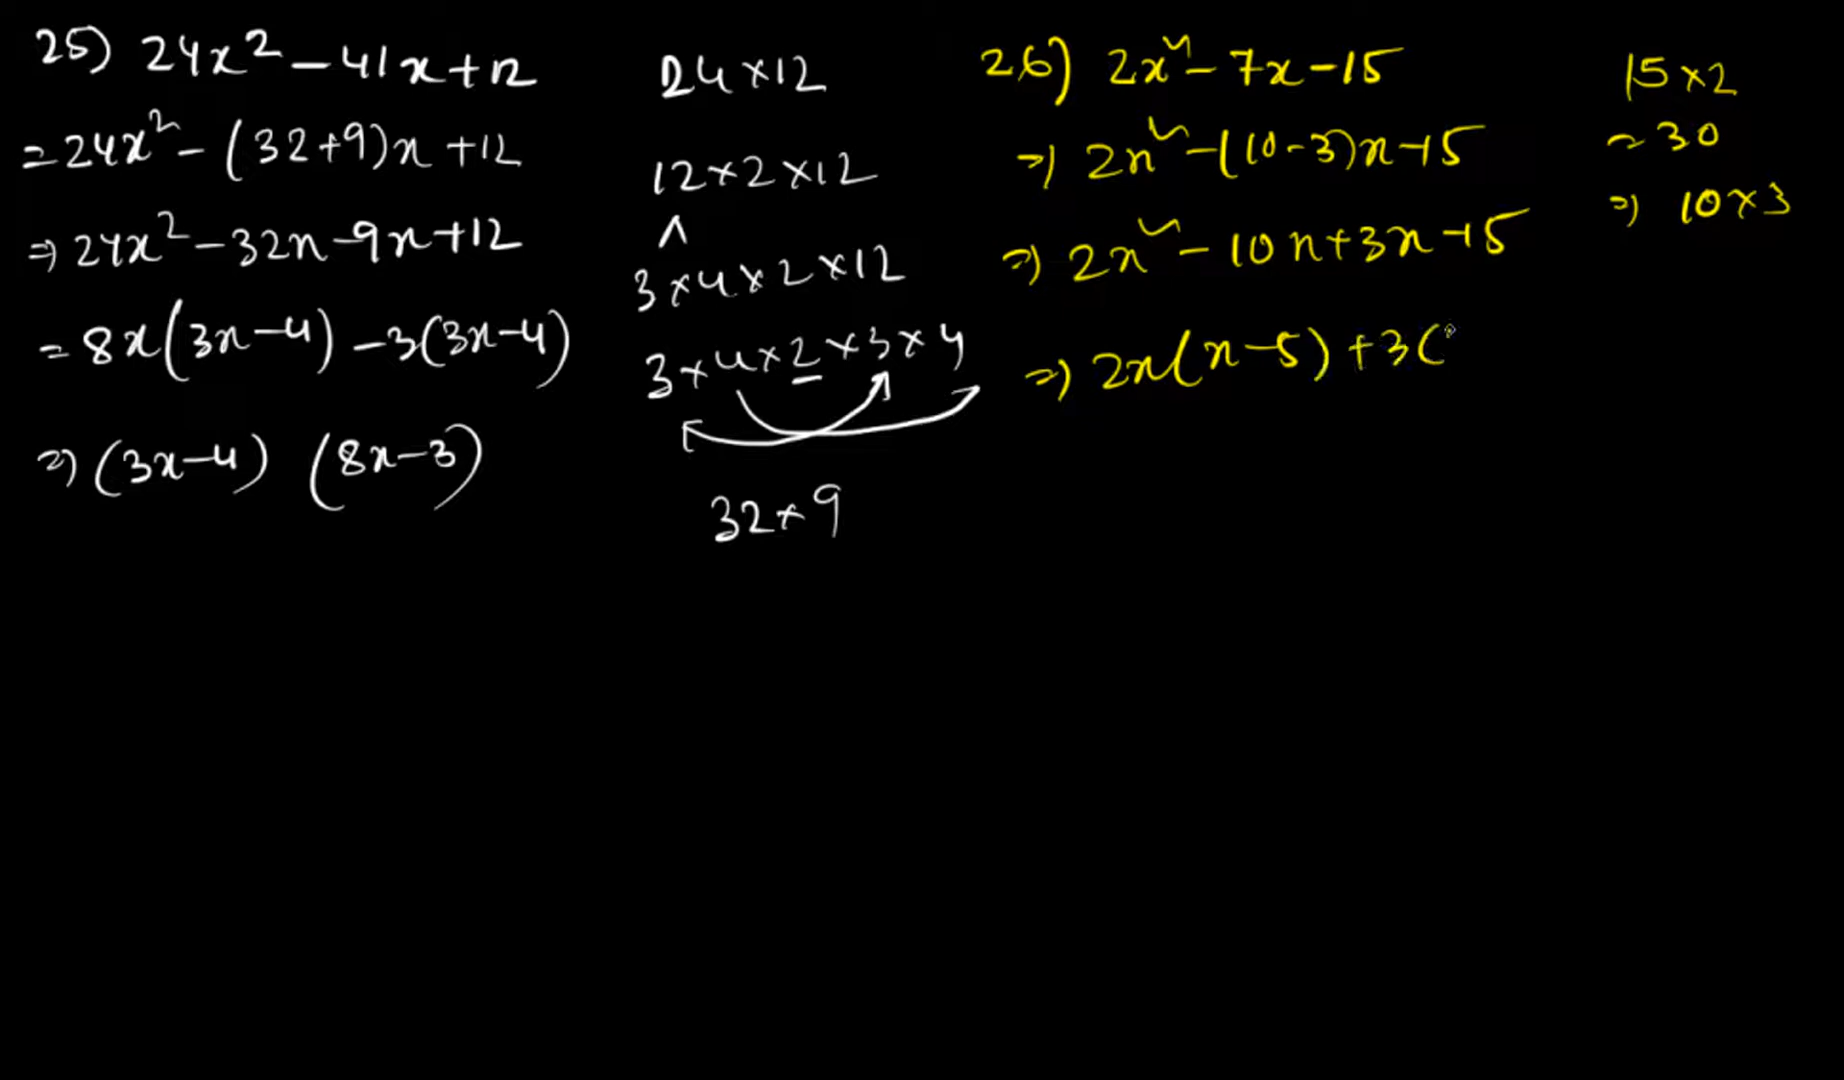 25) 24x² - 41x + 12
= 24x² - (32+9)x + 12
⇒ 24x² - 32x - 9x + 12
= 8x(3x-4) - 3(3x-4)
⇒ (3x-4) (8x-3)
24 × 12
12 × 2 × 12
∧
3 × 4 × 2 × 12
3 × 4 × 2 × 3 × 4
32 × 9
26) 2x² - 7x - 15
⇒ 2x² - (10-3)x - 15
⇒ 2x² - 10x + 3x - 15
⇒ 2x(x-5) + 3(
15 × 2
= 30
⇒ 10 × 3